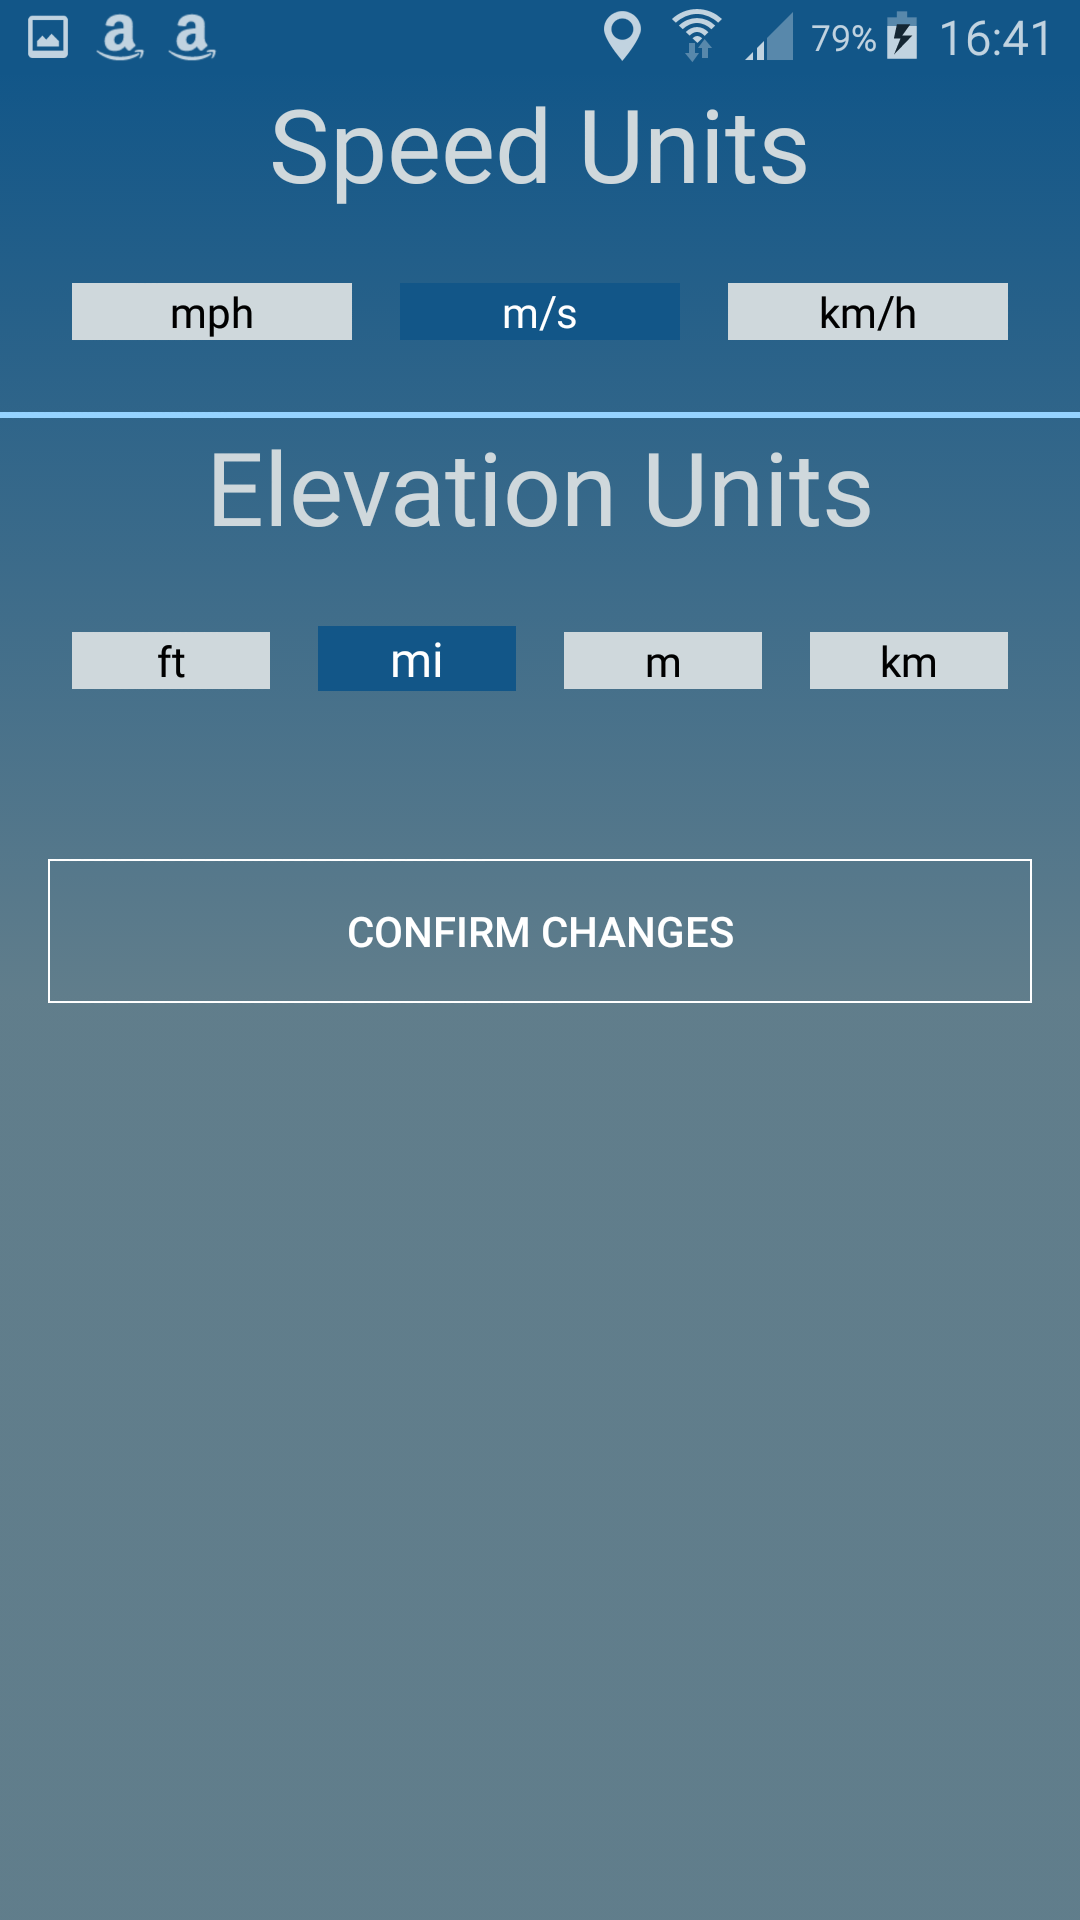 79% 16:41
Speed Units
mph m/s km/h
Elevation Units
ft mi m km
CONFIRM CHANGES